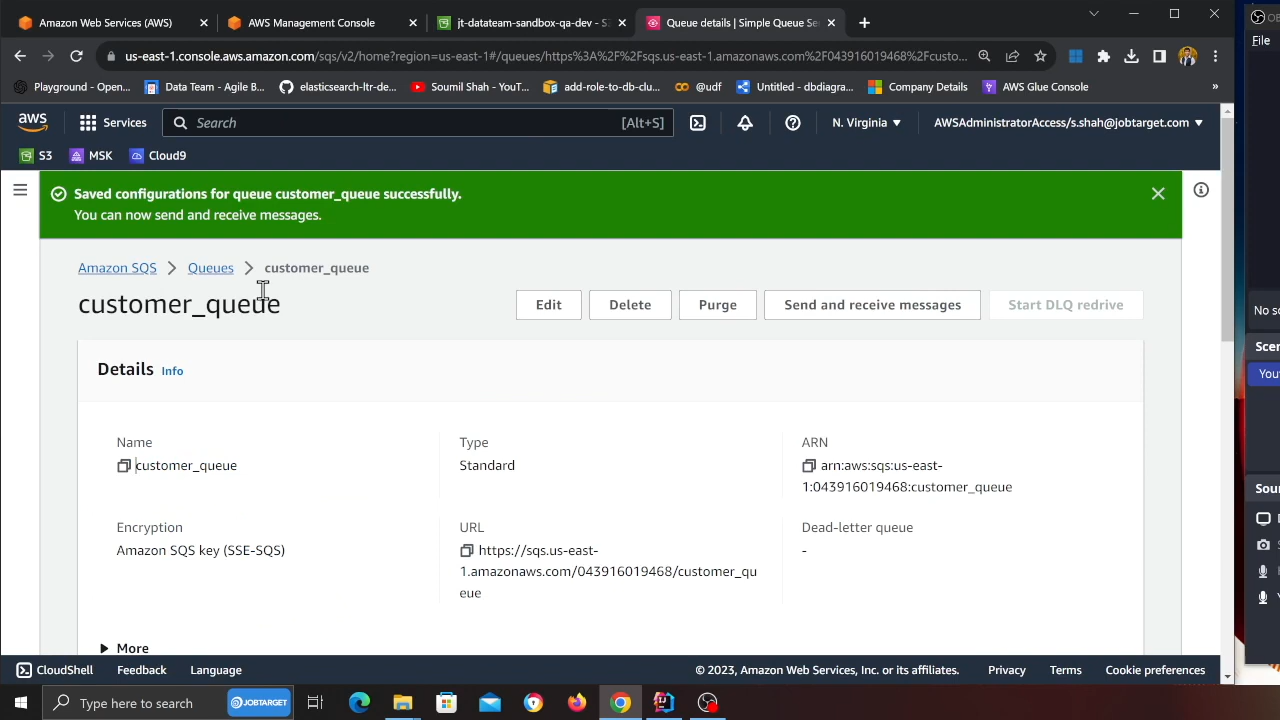 Amazon Web Services (AWS)
AWS Management Console
jt-dateteam-sandbox-qa-dev - S3
Queue details | Simple Queue Se
us-east-1.console.aws.amazon.com/sqs/v2/home?region=us-east-1#/queues/https%3A%2F%2Fsqs.us-east-1.amazonaws.com%2F043916019468%2Fcusto...
Playground - Open...
Data Team - Agile B...
elasticsearch-ltr-de...
Soumil Shah - YouT...
add-role-to-db-clu...
@udf
Untitled - dbdiagra...
Company Details
AWS Glue Console
»
File
aws
Services
Search
[Alt+S]
N. Virginia
AWSAdministratorAccess/s.shah@jobtarget.com
S3
MSK
Cloud9
Saved configurations for queue customer_queue successfully.
You can now send and receive messages.
Amazon SQS
Queues
customer_queue
customer_queue
Edit
Delete
Purge
Send and receive messages
Start DLQ redrive
Details
Info
Name
customer_queue
Type
Standard
ARN
arn:aws:sqs:us-east-
1:043916019468:customer_queue
Encryption
Amazon SQS key (SSE-SQS)
URL
https://sqs.us-east-
1.amazonaws.com/043916019468/customer_qu
eue
Dead-letter queue
-
More
No so
Scen
You
Sou
CloudShell
Feedback
Language
© 2023, Amazon Web Services, Inc. or its affiliates.
Privacy
Terms
Cookie preferences
Type here to search
JOBTARGET